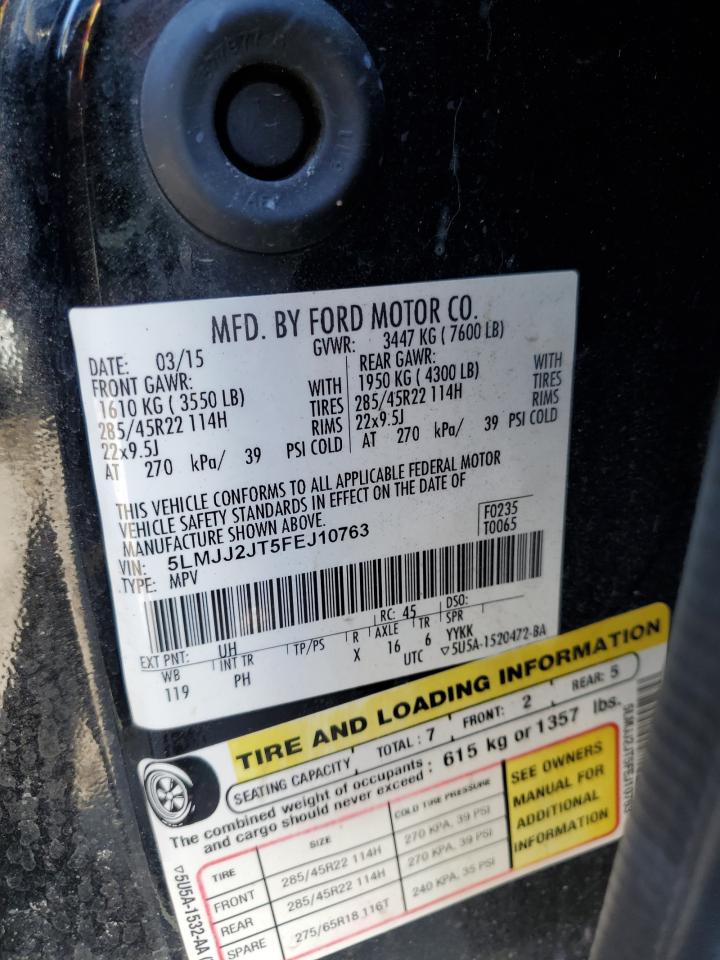 MFD. BY FORD MOTOR CO.
DATE: 03/15
GVWR: 3447 KG ( 7600 LB)
FRONT GAWR:
1610 KG ( 3550 LB) WITH
285/45R22 114H TIRES
22x9.5J RIMS
AT 270 kPa/ 39 PSI COLD
REAR GAWR:
1950 KG ( 4300 LB) WITH
285/45R22 114H TIRES
22x9.5J RIMS
AT 270 kPa/ 39 PSI COLD
THIS VEHICLE CONFORMS TO ALL APPLICABLE FEDERAL MOTOR
VEHICLE SAFETY STANDARDS IN EFFECT ON THE DATE OF
MANUFACTURE SHOWN ABOVE.
F0235
T0065
VIN: 5LMJJ2JT5FEJ10763
TYPE: MPV
EXT PNT: UH RC: 45 DSO:
WB INT TR TP/PS R AXLE TR SPR
119 PH X 16 6 YYKK
UTC ▽5U5A-1520472-BA
TIRE AND LOADING INFORMATION
SEATING CAPACITY TOTAL: 7 FRONT: 2 REAR: 5
The combined weight of occupants
and cargo should never exceed : 615 kg or 1357 lbs.
TIRE SIZE COLD TIRE PRESSURE
FRONT 285/45R22 114H 270 KPA, 39 PSI
REAR 285/45R22 114H 270 KPA, 39 PSI
SPARE 275/65R18 116T 240 KPA, 35 PSI
SEE OWNERS
MANUAL FOR
ADDITIONAL
INFORMATION
▽5U5A-1532-AA
5LMJJ2JT5FEJ10763